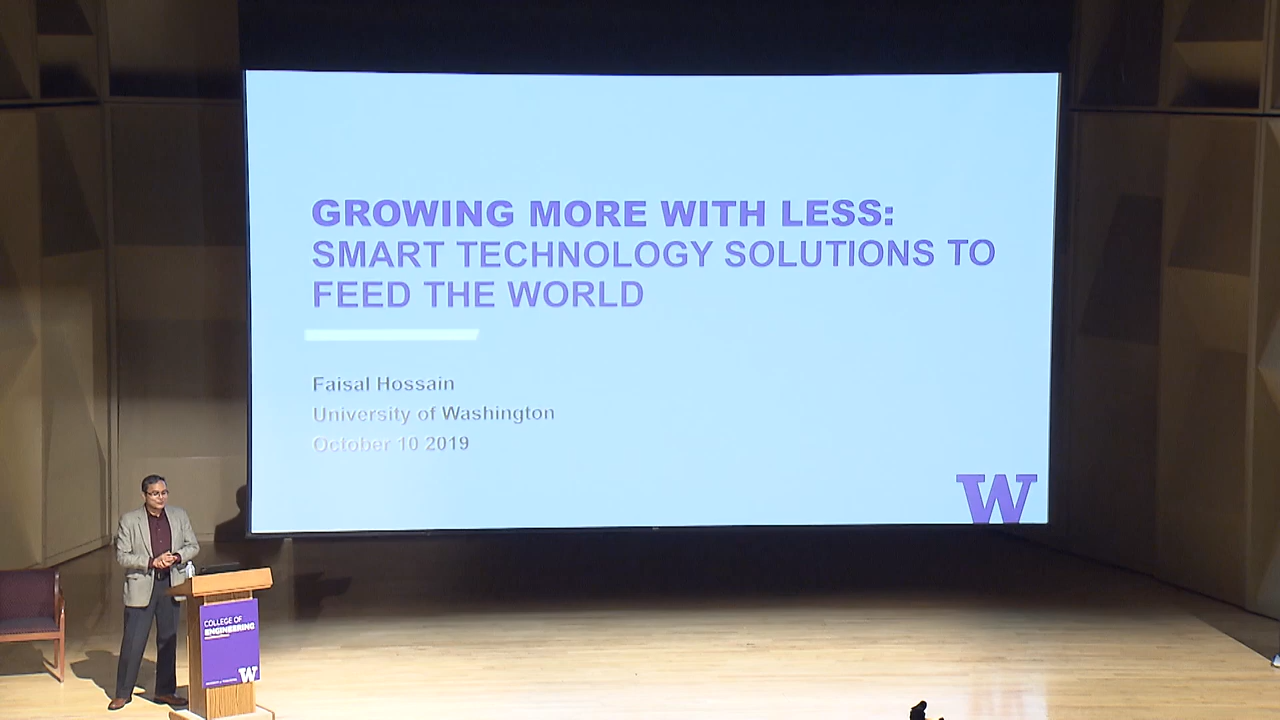 GROWING MORE WITH LESS:
SMART TECHNOLOGY SOLUTIONS TO
FEED THE WORLD
Faisal Hossain
University of Washington
October 10 2019
W
COLLEGE OF
ENGINEERING
W